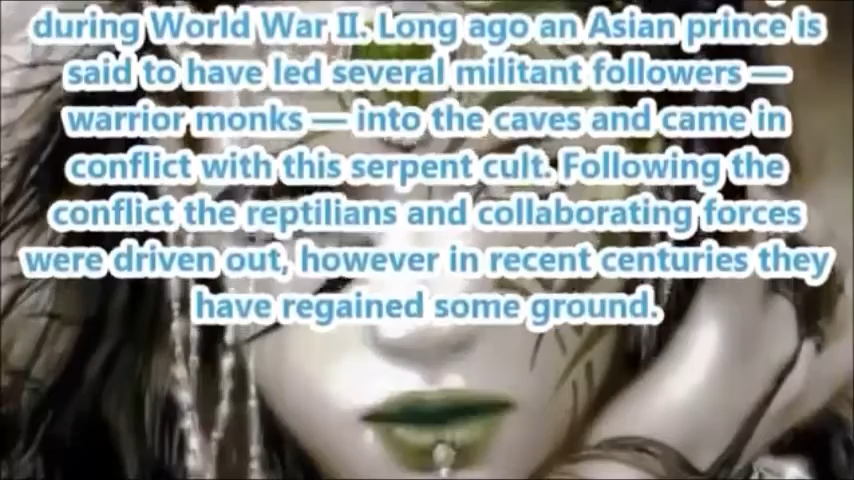 during World War II. Long ago an Asian prince is
said to have led several militant followers —
warrior monks — into the caves and came in
conflict with this serpent cult. Following the
conflict the reptilians and collaborating forces
were driven out, however in recent centuries they
have regained some ground.